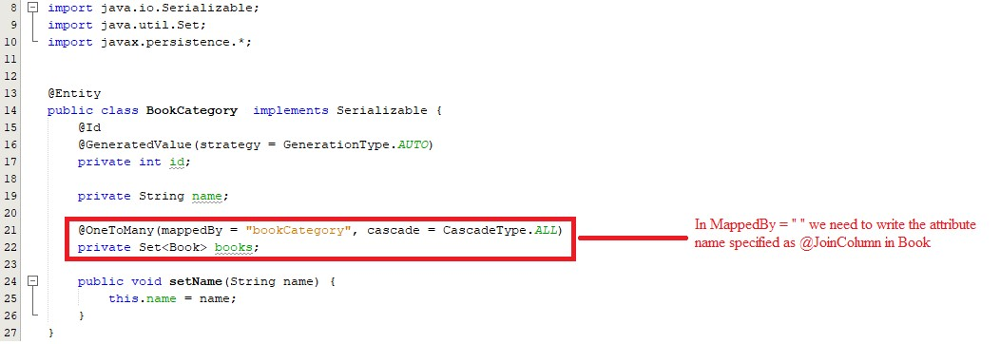 8 import java.io.Serializable;
9 import java.util.Set;
10 import javax.persistence.*;
11
12
13 @Entity
14 public class BookCategory  implements Serializable {
15     @Id
16     @GeneratedValue(strategy = GenerationType.AUTO)
17     private int id;
18
19     private String name;
20
21     @OneToMany(mappedBy = "bookCategory", cascade = CascadeType.ALL)
22     private Set<Book> books;
23
24     public void setName(String name) {
25         this.name = name;
26     }
27 }
In MappedBy = " " we need to write the attribute
name specified as @JoinColumn in Book